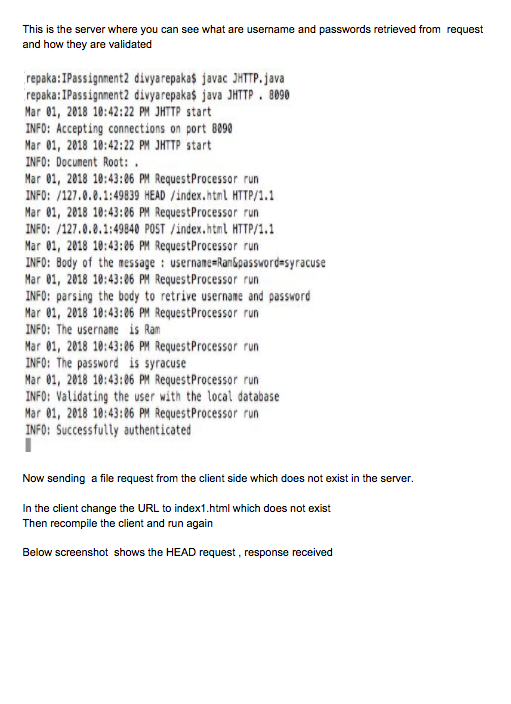 This is the server where you can see what are username and passwords retrieved from request
and how they are validated
repaka:IPassignment2 divyarepaka$ javac JHTTP.java
repaka:IPassignment2 divyarepaka$ java JHTTP . 8090
Mar 01, 2018 10:42:22 PM JHTTP start
INFO: Accepting connections on port 8090
Mar 01, 2018 10:42:22 PM JHTTP start
INFO: Document Root: .
Mar 01, 2018 10:43:06 PM RequestProcessor run
INFO: /127.0.0.1:49839 HEAD /index.html HTTP/1.1
Mar 01, 2018 10:43:06 PM RequestProcessor run
INFO: /127.0.0.1:49840 POST /index.html HTTP/1.1
Mar 01, 2018 10:43:06 PM RequestProcessor run
INFO: Body of the message : username=Ram&password=syracuse
Mar 01, 2018 10:43:06 PM RequestProcessor run
INFO: parsing the body to retrive username and password
Mar 01, 2018 10:43:06 PM RequestProcessor run
INFO: The username is Ram
Mar 01, 2018 10:43:06 PM RequestProcessor run
INFO: The password is syracuse
Mar 01, 2018 10:43:06 PM RequestProcessor run
INFO: Validating the user with the local database
Mar 01, 2018 10:43:06 PM RequestProcessor run
INFO: Successfully authenticated
Now sending a file request from the client side which does not exist in the server.
In the client change the URL to index1.html which does not exist
Then recompile the client and run again
Below screenshot shows the HEAD request , response received